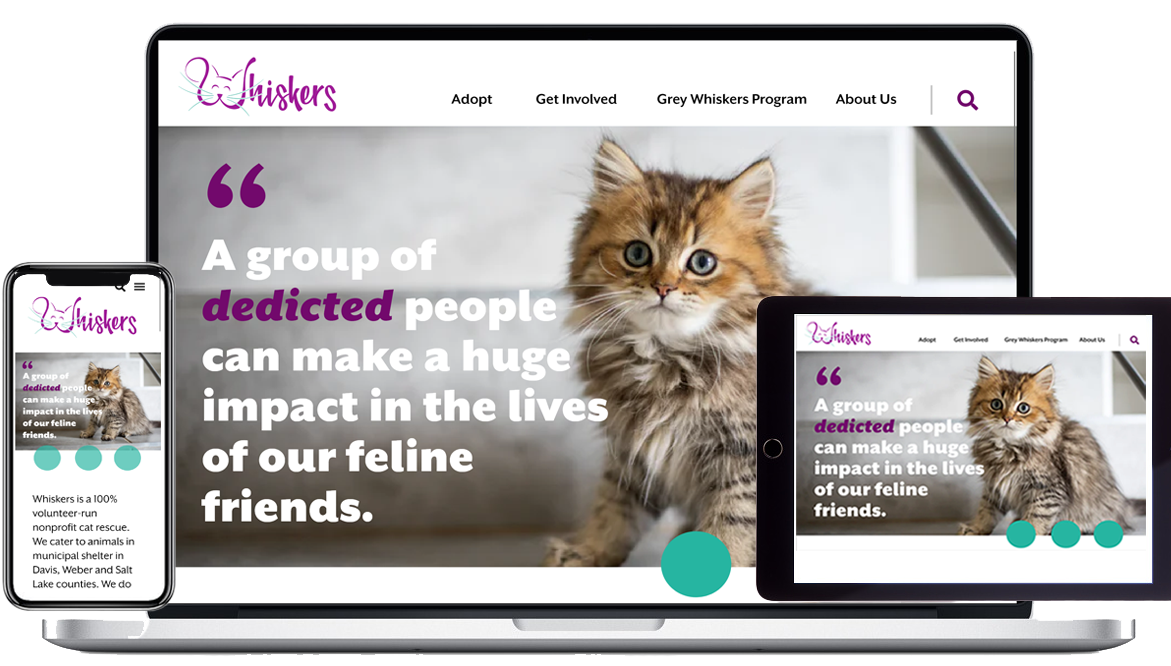 Whiskers
Adopt
Get Involved
Grey Whiskers Program
About Us
“
A group of
dedicted people
can make a huge
impact in the lives
of our feline
friends.
Whiskers
“
A group of
dedicted people
can make a huge
impact in the lives
of our feline
friends.
Whiskers is a 100%
volunteer-run
nonprofit cat rescue.
We cater to animals in
municipal shelter in
Davis, Weber and Salt
Lake counties. We do
Whiskers
Adopt
Get Involved
Grey Whiskers Program
About Us
“
A group of
dedicted people
can make a huge
impact in the lives
of our feline
friends.